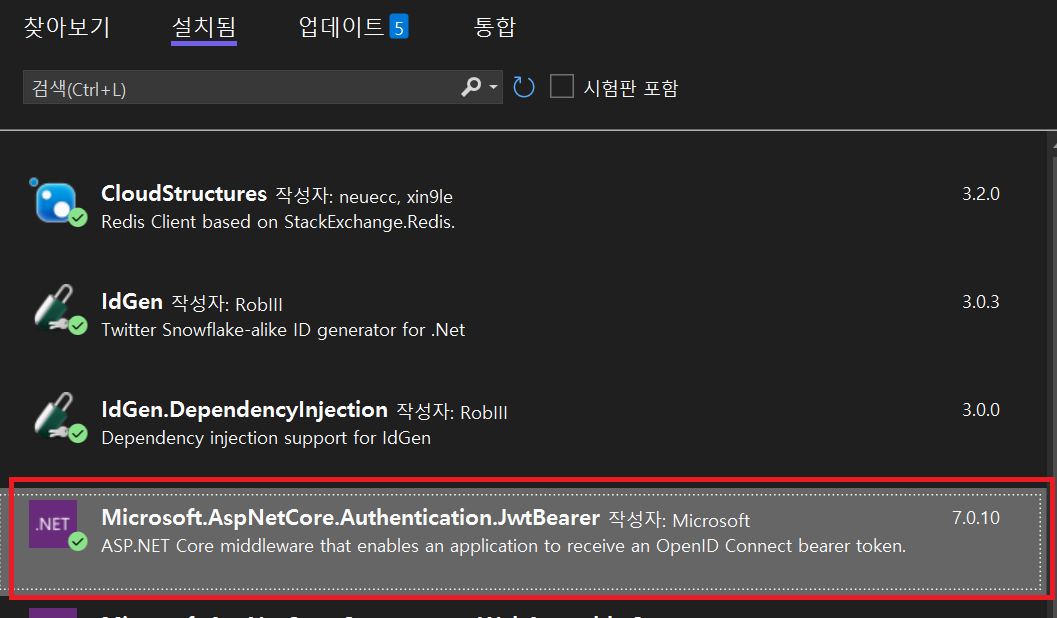 찾아보기 설치됨 업데이트 5 통합
검색(Ctrl+L) 시험판 포함
CloudStructures 작성자: neuecc, xin9le 3.2.0
Redis Client based on StackExchange.Redis.
IdGen 작성자: RobIII 3.0.3
Twitter Snowflake-alike ID generator for .Net
IdGen.DependencyInjection 작성자: RobIII 3.0.0
Dependency injection support for IdGen
.NET Microsoft.AspNetCore.Authentication.JwtBearer 작성자: Microsoft 7.0.10
ASP.NET Core middleware that enables an application to receive an OpenID Connect bearer token.